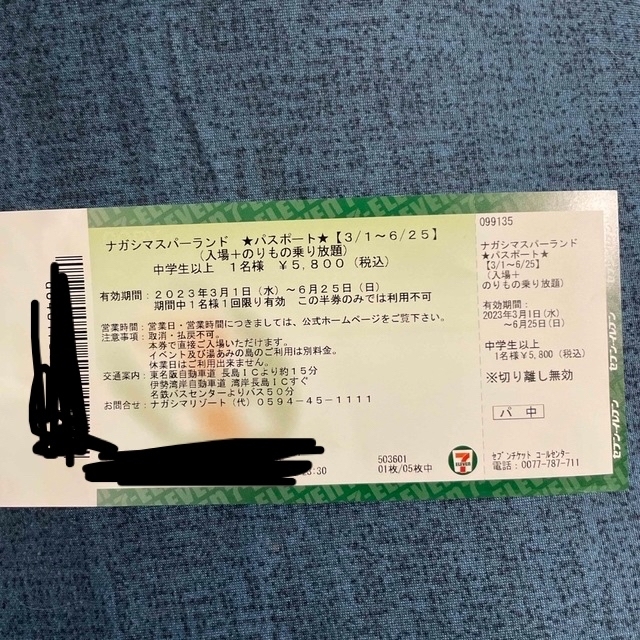 ナガシマスパーランド ★パスポート★【3/1～6/25】
（入場＋のりもの乗り放題）
中学生以上 1名様 ￥5,800（税込）
有効期間：2023年3月1日（水）～6月25日（日）
期間中1名様1回限り有効 この半券のみでは利用不可
営業時間：営業日・営業時間につきましては、公式ホームページをご覧下さい。
注意事項：取消・払戻不可。
本券で直接ご入場いただけます。
イベント及び湯あみの島のご利用は別料金。
休業日はご利用出来ません。
交通案内：東名阪自動車道 長島ICより約15分
伊勢湾岸自動車道 湾岸長島ICすぐ
名鉄バスセンターよりバス50分
お問合せ：ナガシマリゾート（代）0594-45-1111
:30
503601
01枚/05枚中
7
ELEVEN
099135
ナガシマスパーランド
★パスポート★
【3/1～6/25】
（入場＋
のりもの乗り放題）
2023年3月1日（水）
～6月25日（日）
中学生以上
1名様￥5,800（税込）
※切り離し無効
パ 中
セブンチケット コールセンター
電話：0077-787-711
セブン-イレブン
7-ELEVEN